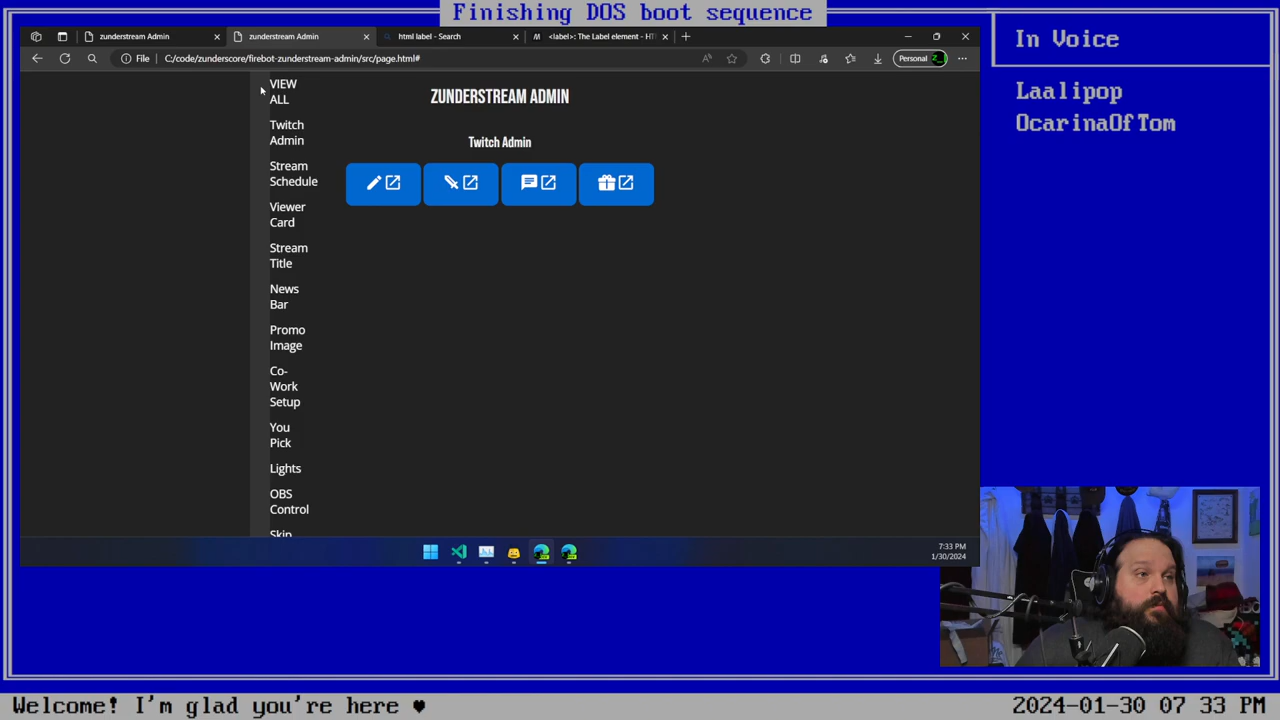 Finishing DOS boot sequence
zunderstream Admin
zunderstream Admin
html label - Search
<label>: The Label element - HT
File
C:/code/zunderscore/firebot-zunderstream-admin/src/page.html#
Personal
VIEW
ALL
Twitch
Admin
Stream
Schedule
Viewer
Card
Stream
Title
News
Bar
Promo
Image
Co-
Work
Setup
You
Pick
Lights
OBS
Control
Skip
ZUNDERSTREAM ADMIN
Twitch Admin
7:33 PM
1/30/2024
In Voice
Laalipop
OcarinaOfTom
Welcome! I'm glad you're here ♥
2024-01-30 07 33 PM